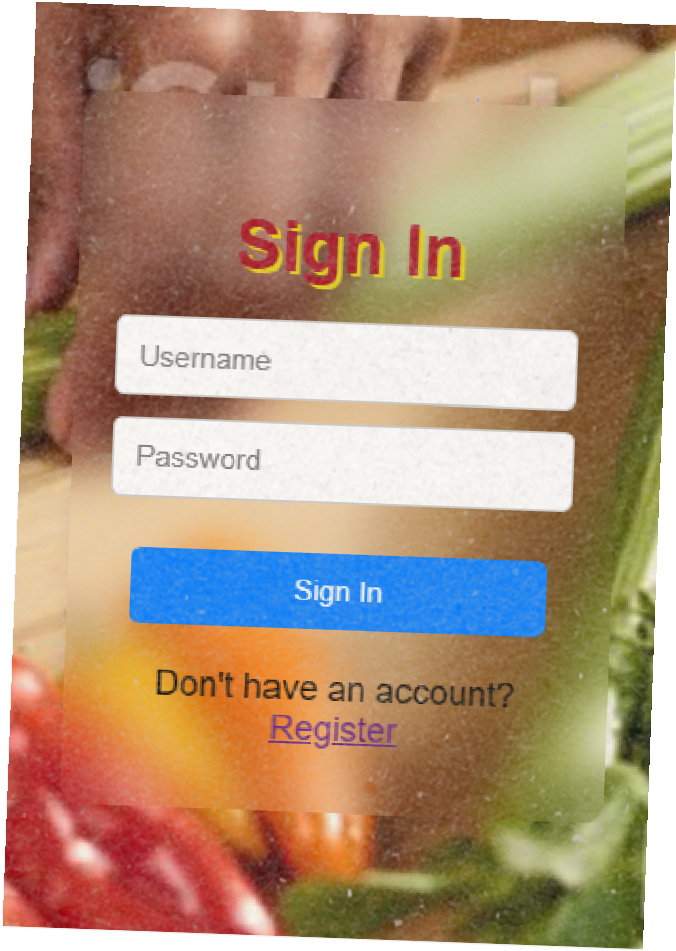 Sign In
Username
Password
Sign In
Don't have an account?
Register